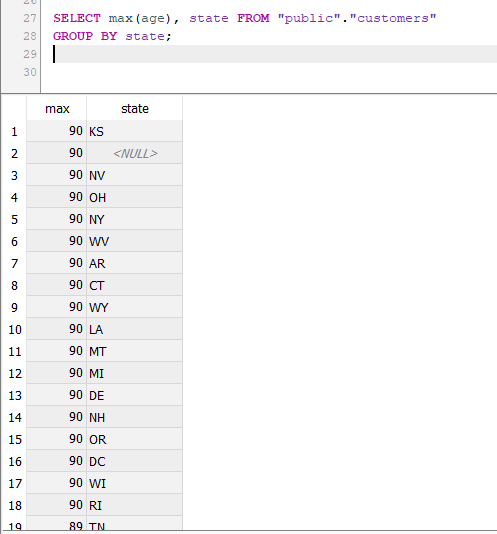 26
27 SELECT max(age), state FROM "public"."customers"
28 GROUP BY state;
29
30
max state
1 90 KS
2 90 <NULL>
3 90 NV
4 90 OH
5 90 NY
6 90 WV
7 90 AR
8 90 CT
9 90 WY
10 90 LA
11 90 MT
12 90 MI
13 90 DE
14 90 NH
15 90 OR
16 90 DC
17 90 WI
18 90 RI
19 89 TN